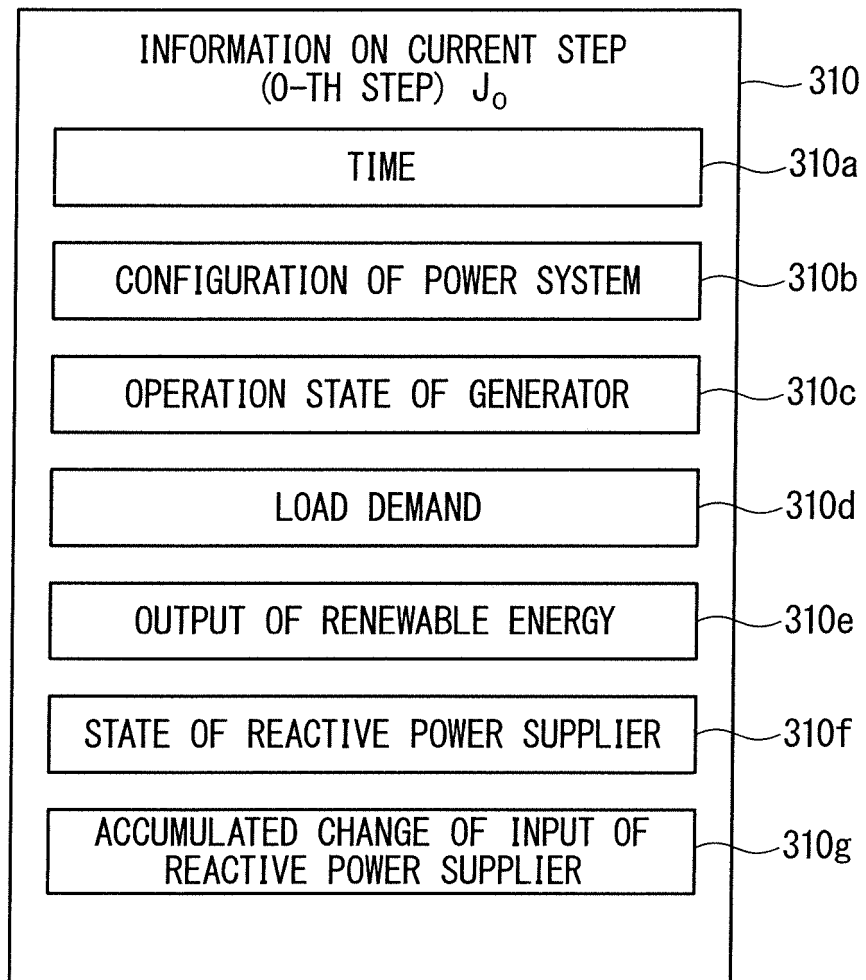 INFORMATION ON CURRENT STEP
(0-TH STEP) J₀
310
TIME
310a
CONFIGURATION OF POWER SYSTEM
310b
OPERATION STATE OF GENERATOR
310c
LOAD DEMAND
310d
OUTPUT OF RENEWABLE ENERGY
310e
STATE OF REACTIVE POWER SUPPLIER
310f
ACCUMULATED CHANGE OF INPUT OF
REACTIVE POWER SUPPLIER
310g